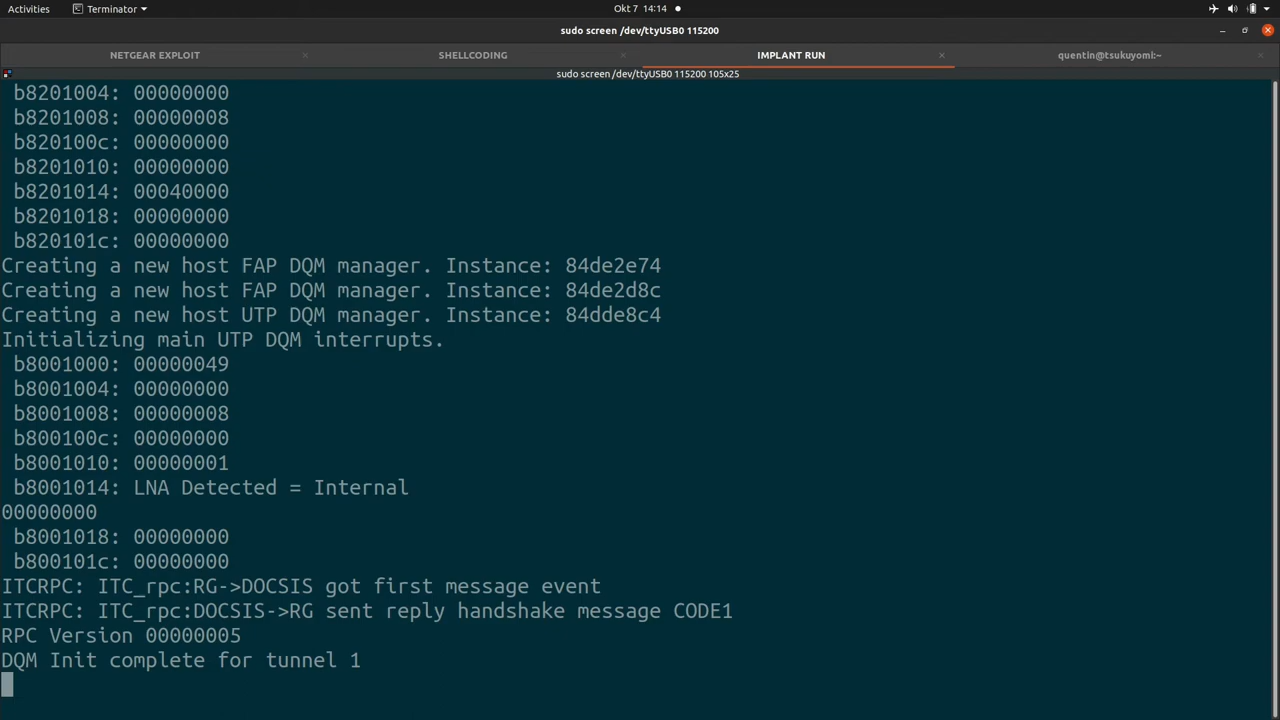 Activities
Terminator
Okt 7 14:14
sudo screen /dev/ttyUSB0 115200
NETGEAR EXPLOIT
SHELLCODING
IMPLANT RUN
quentin@tsukuyomi:~
sudo screen /dev/ttyUSB0 115200 105x25
b8201004: 00000000
b8201008: 00000008
b820100c: 00000000
b8201010: 00000000
b8201014: 00040000
b8201018: 00000000
b820101c: 00000000
Creating a new host FAP DQM manager. Instance: 84de2e74
Creating a new host FAP DQM manager. Instance: 84de2d8c
Creating a new host UTP DQM manager. Instance: 84dde8c4
Initializing main UTP DQM interrupts.
b8001000: 00000049
b8001004: 00000000
b8001008: 00000008
b800100c: 00000000
b8001010: 00000001
b8001014: LNA Detected = Internal
00000000
b8001018: 00000000
b800101c: 00000000
ITCRPC: ITC_rpc:RG->DOCSIS got first message event
ITCRPC: ITC_rpc:DOCSIS->RG sent reply handshake message CODE1
RPC Version 00000005
DQM Init complete for tunnel 1